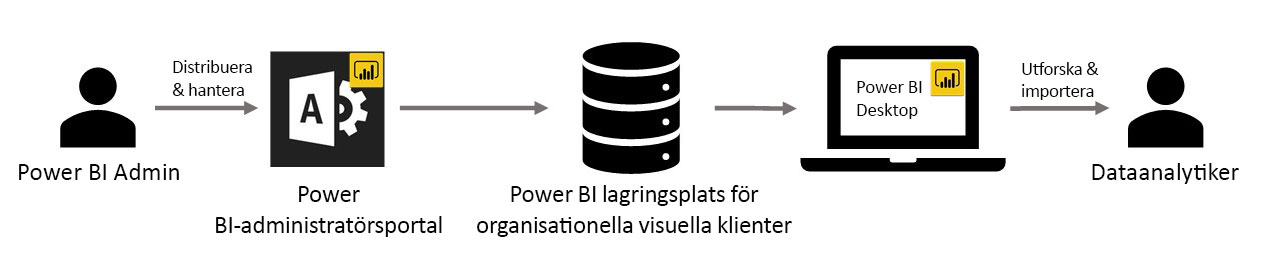 Power BI Admin
Distribuera
& hantera
A
Power
BI-administratörsportal
Power BI lagringsplats för
organisationella visuella klienter
Power BI
Desktop
Utforska &
importera
Dataanalytiker